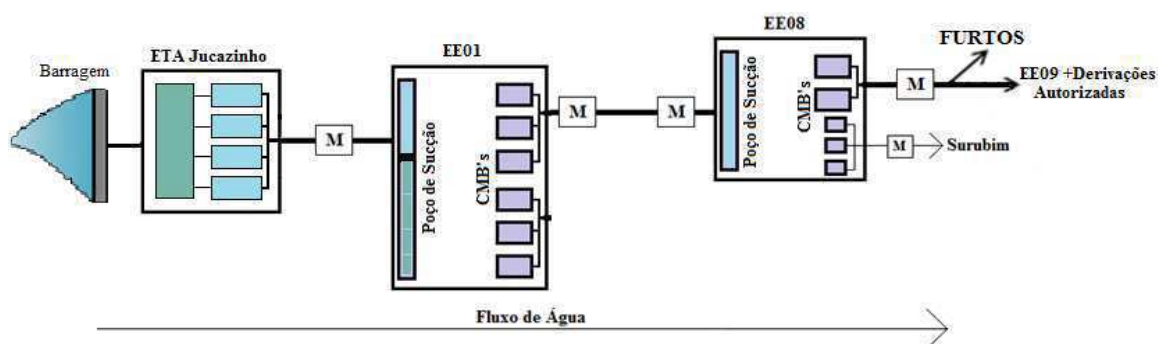 Barragem
ETA Jucazinho
M
EE01
Poço de Sucção
CMB's
M
M
EE08
Poço de Sucção
CMB's
M
FURTOS
EE09 +Derivações
Autorizadas
M
Surubim
Fluxo de Água